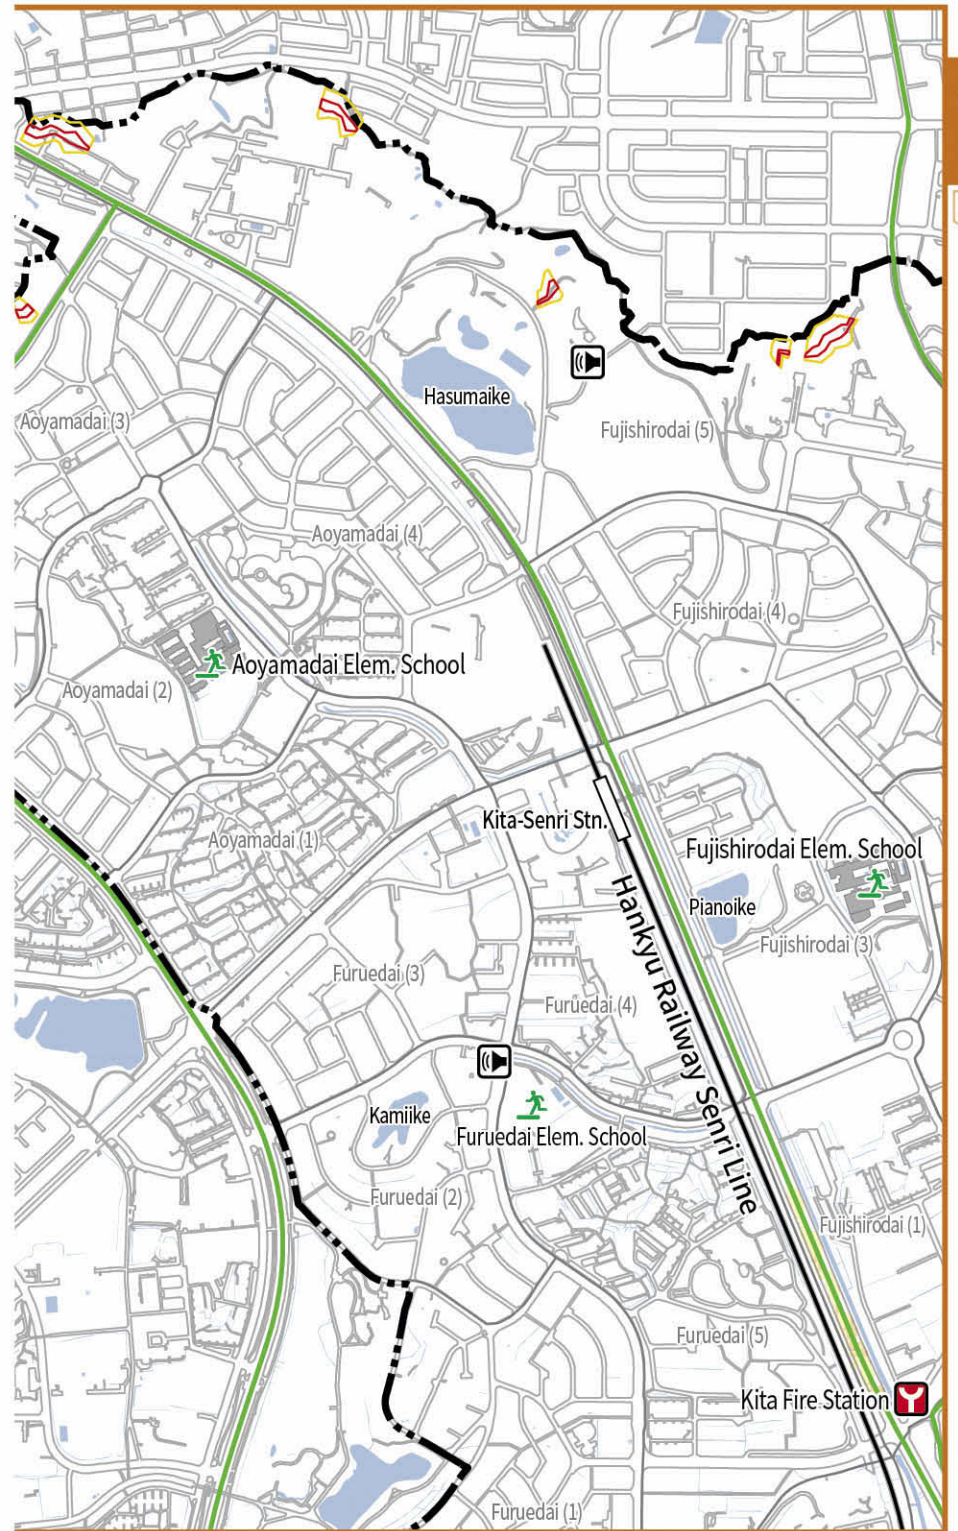 Hasumaike
Aoyamadai (3)
Fujishirodai (5)
Aoyamadai (4)
Fujishirodai (4)
Aoyamadai Elem. School
Aoyamadai (2)
Kita-Senri Stn.
Aoyamadai (1)
Fujishirodai Elem. School
Pianoike
Fujishirodai (3)
Furuedai (3)
Furuedai (4)
Hankyu Railway Senri Line
Kamiike
Furuedai Elem. School
Furuedai (2)
Fujishirodai (1)
Furuedai (5)
Kita Fire Station
Furuedai (1)